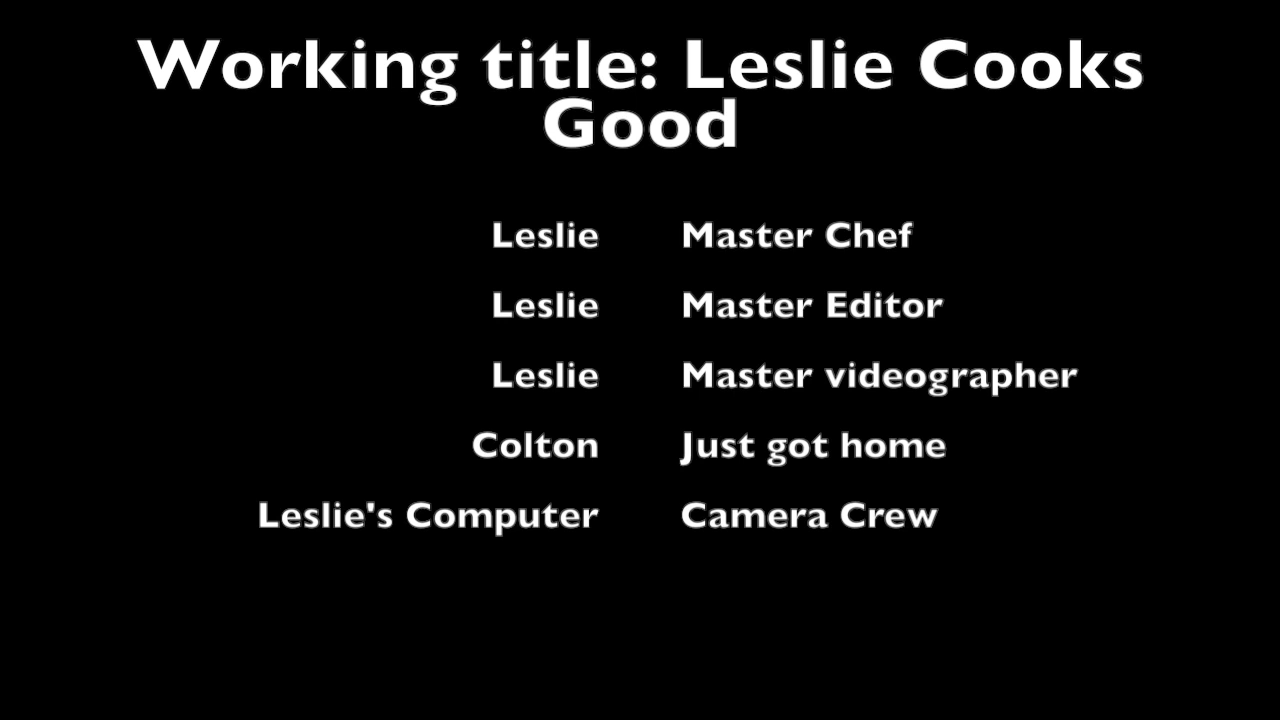 Working title: Leslie Cooks
Good
Leslie Master Chef
Leslie Master Editor
Leslie Master videographer
Colton Just got home
Leslie's Computer Camera Crew